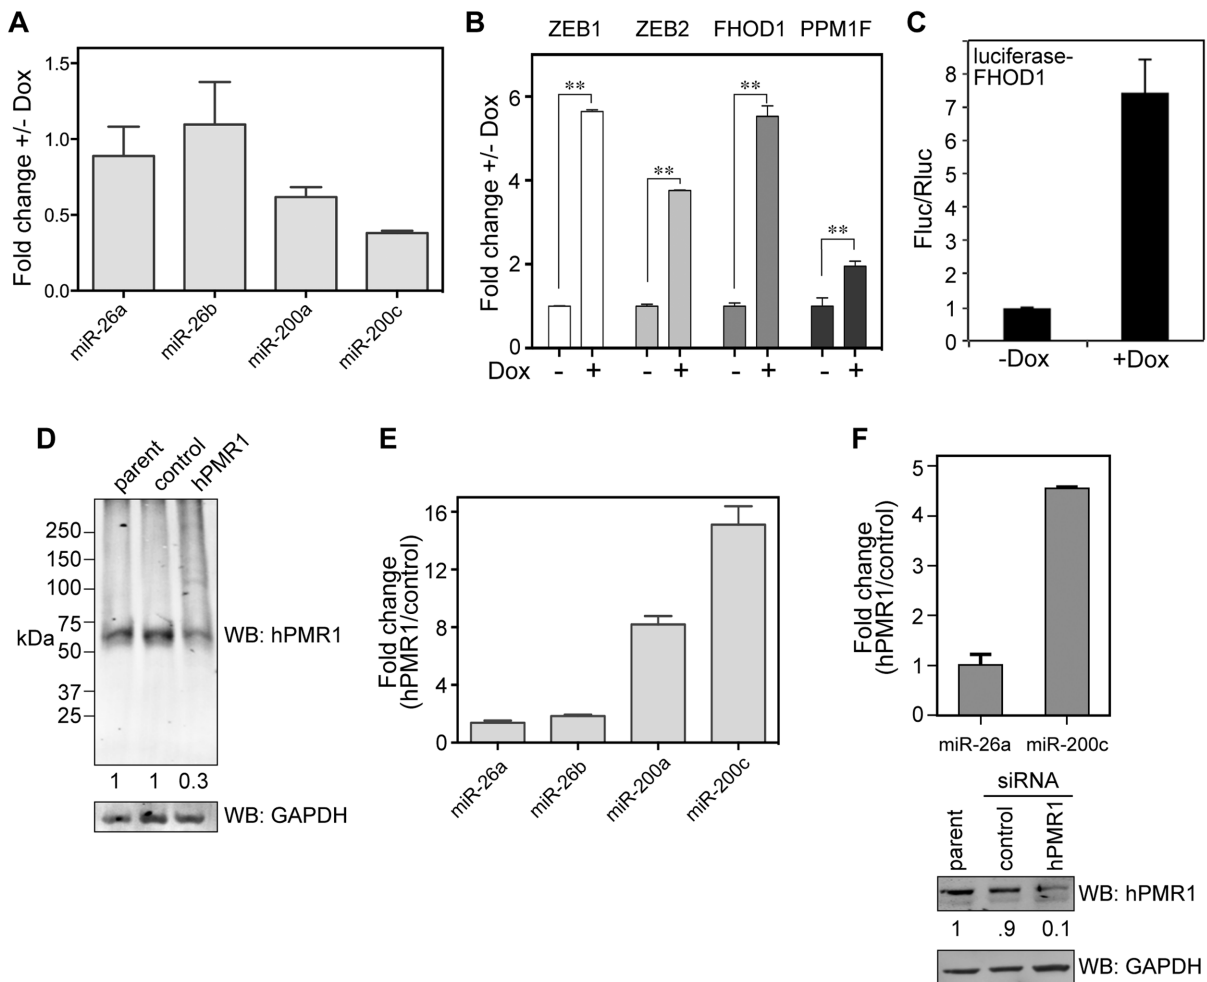 A
Fold change +/- Dox
1.5
1.0
0.5
0.0
miR-26a
miR-26b
miR-200a
miR-200c
B
ZEB1 ZEB2 FHOD1 PPM1F
Fold change +/- Dox
6
4
2
0
** ** ** **
Dox - + - + - + - +
C
luciferase-
FHOD1
Fluc/Rluc
8
7
6
5
4
3
2
1
0
-Dox +Dox
D
parent
control
hPMR1
250
150
100
75
kDa
50
37
25
WB: hPMR1
1 1 0.3
WB: GAPDH
E
Fold change
(hPMR1/control)
16
12
8
4
0
miR-26a
miR-26b
miR-200a
miR-200c
F
Fold change
(hPMR1/control)
5
4
3
2
1
0
miR-26a miR-200c
siRNA
parent
control
hPMR1
WB: hPMR1
1 .9 0.1
WB: GAPDH